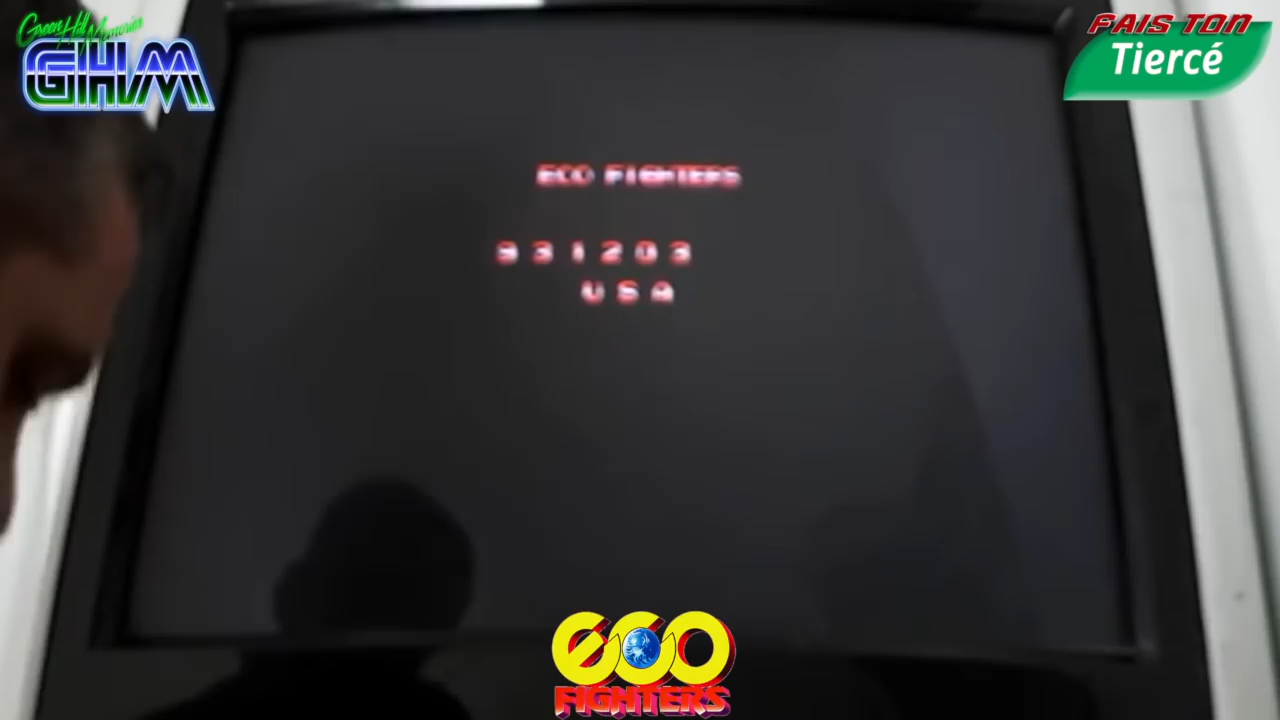 Green Hill Memories
GHM
FAIS TON
Tiercé
ECO FIGHTERS
931203
USA
eco
FIGHTERS